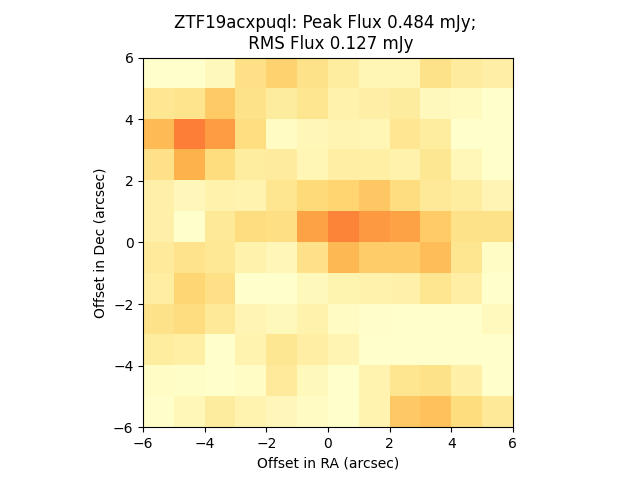 ZTF19acxpuql: Peak Flux 0.484 mJy;
RMS Flux 0.127 mJy
6
4
2
0
−2
−4
−6
Offset in Dec (arcsec)
−6 −4 −2 0 2 4 6
Offset in RA (arcsec)